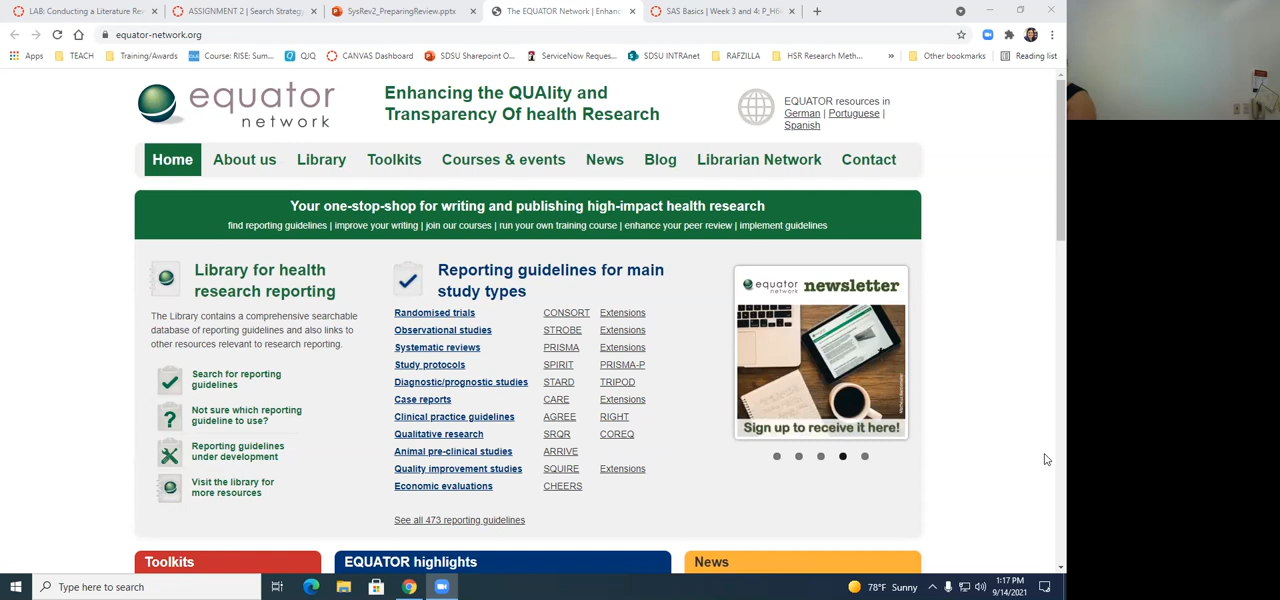 LAB: Conducting a Literature Rev
ASSIGNMENT 2 | Search Strategy
SysRev2_PreparingReview.pptx
The EQUATOR Network | Enhanc
SAS Basics | Week 3 and 4: P_H6
equator-network.org
Apps
TEACH
Training/Awards
Course: RISE: Sum...
Q/Q
CANVAS Dashboard
SDSU Sharepoint O...
ServiceNow Reques...
SDSU INTRAnet
RAFZILLA
HSR Research Meth...
»
Other bookmarks
Reading list
equator
network
Enhancing the QUAlity and
Transparency Of health Research
EQUATOR resources in
German | Portuguese |
Spanish
Home About us Library Toolkits Courses & events News Blog Librarian Network Contact
Your one-stop-shop for writing and publishing high-impact health research
find reporting guidelines | improve your writing | join our courses | run your own training course | enhance your peer review | implement guidelines
Library for health
research reporting
The Library contains a comprehensive searchable
database of reporting guidelines and also links to
other resources relevant to research reporting.
Search for reporting
guidelines
Not sure which reporting
guideline to use?
Reporting guidelines
under development
Visit the library for
more resources
Reporting guidelines for main
study types
Randomised trials CONSORT Extensions
Observational studies STROBE Extensions
Systematic reviews PRISMA Extensions
Study protocols SPIRIT PRISMA-P
Diagnostic/prognostic studies STARD TRIPOD
Case reports CARE Extensions
Clinical practice guidelines AGREE RIGHT
Qualitative research SRQR COREQ
Animal pre-clinical studies ARRIVE
Quality improvement studies SQUIRE Extensions
Economic evaluations CHEERS
See all 473 reporting guidelines
equator
network
newsletter
Sign up to receive it here!
Toolkits
EQUATOR highlights
News
Type here to search
78°F Sunny
1:17 PM
9/14/2021